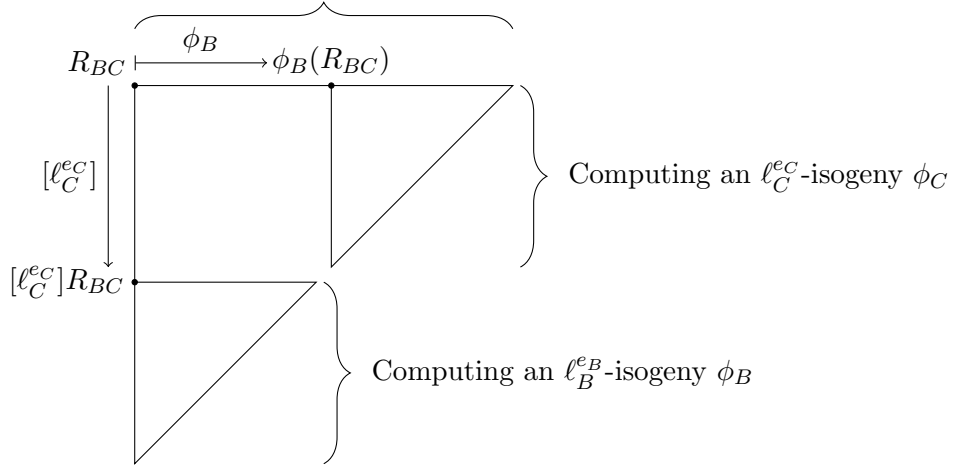 ϕ_B
R_{BC} ϕ_B(R_{BC})
[ℓ_C^{e_C}] Computing an ℓ_C^{e_C}-isogeny ϕ_C
[ℓ_C^{e_C}]R_{BC}
Computing an ℓ_B^{e_B}-isogeny ϕ_B